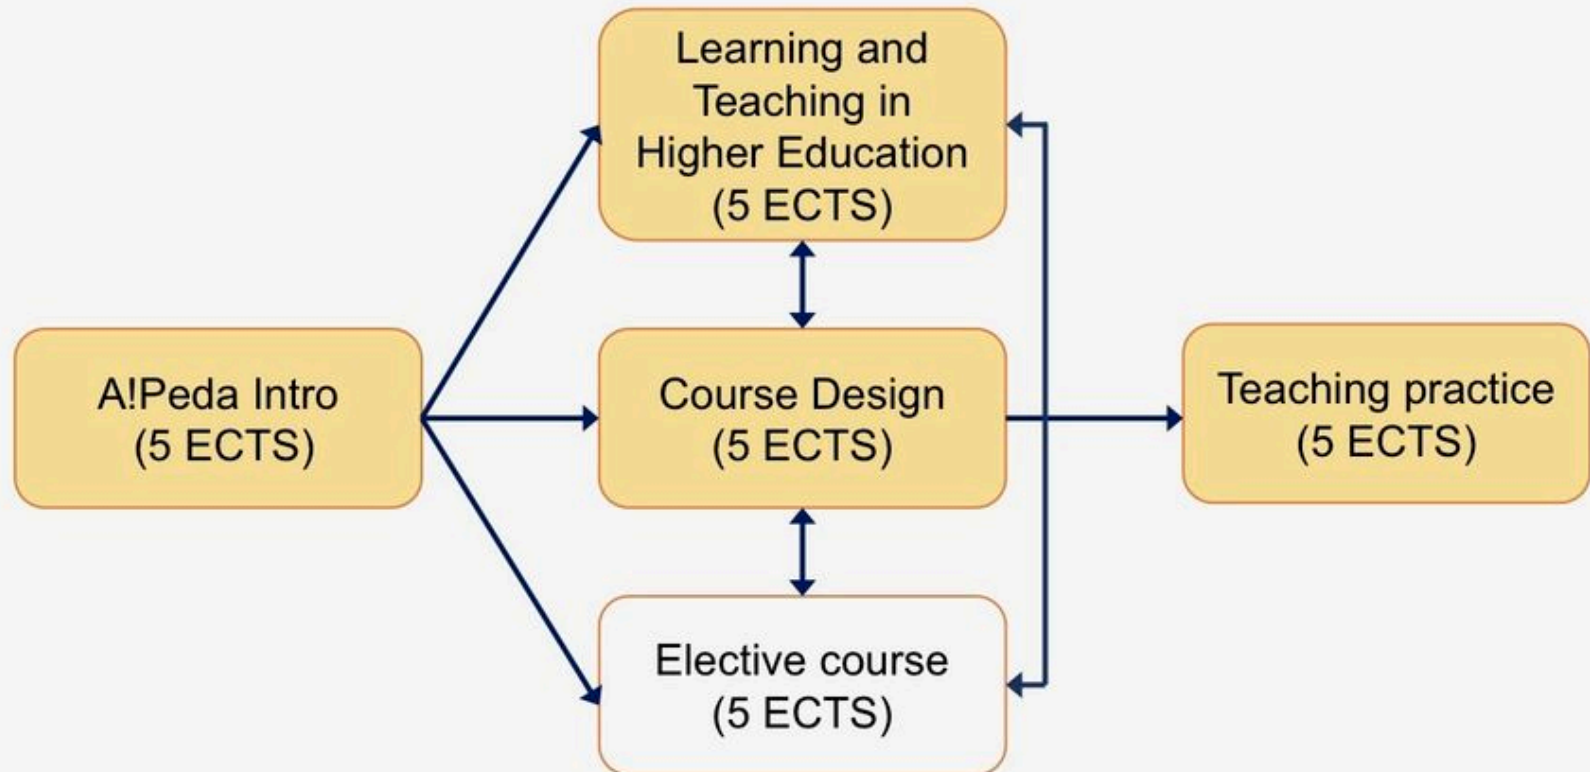 Learning and
Teaching in
Higher Education
(5 ECTS)
A!Peda Intro
(5 ECTS)
Course Design
(5 ECTS)
Teaching practice
(5 ECTS)
Elective course
(5 ECTS)